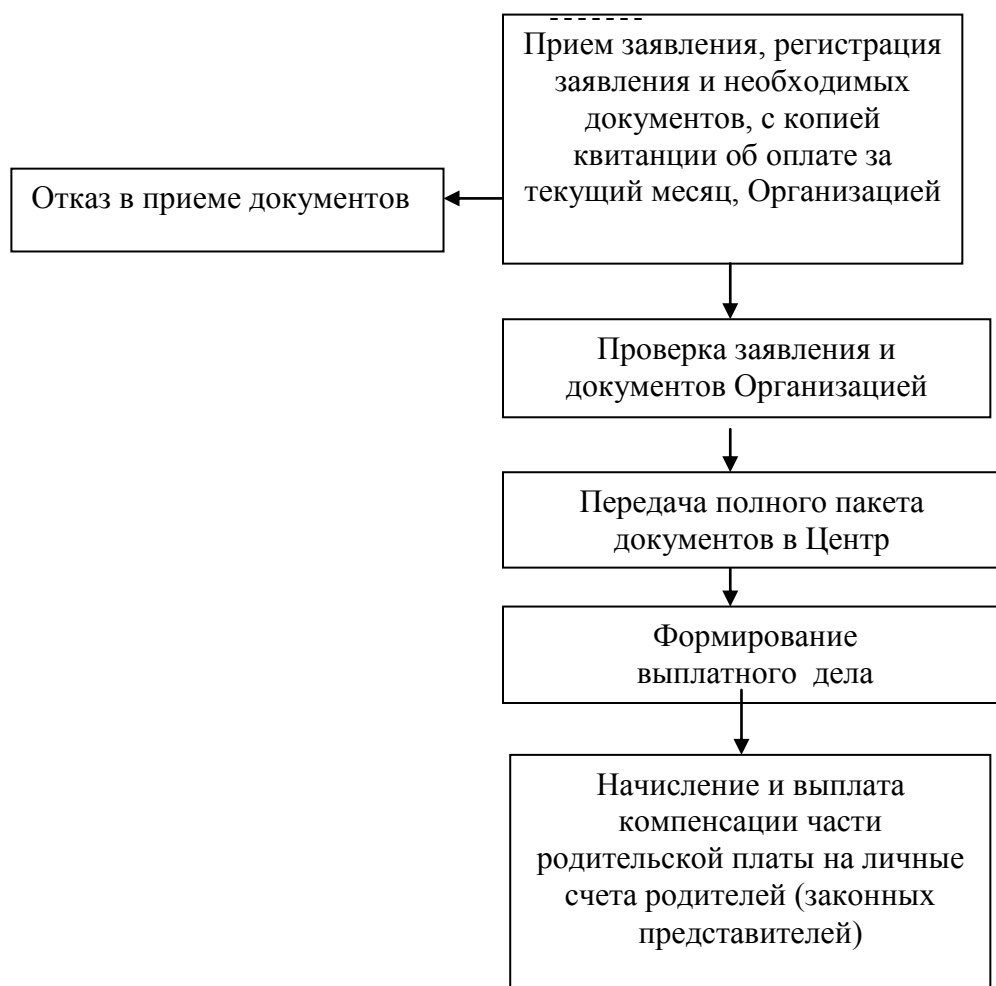 Прием заявления, регистрация
заявления и необходимых
документов, с копией
квитанции об оплате за
текущий месяц, Организацией
Отказ в приеме документов
Проверка заявления и
документов Организацией
Передача полного пакета
документов в Центр
Формирование
выплатного дела
Начисление и выплата
компенсации части
родительской платы на личные
счета родителей (законных
представителей)